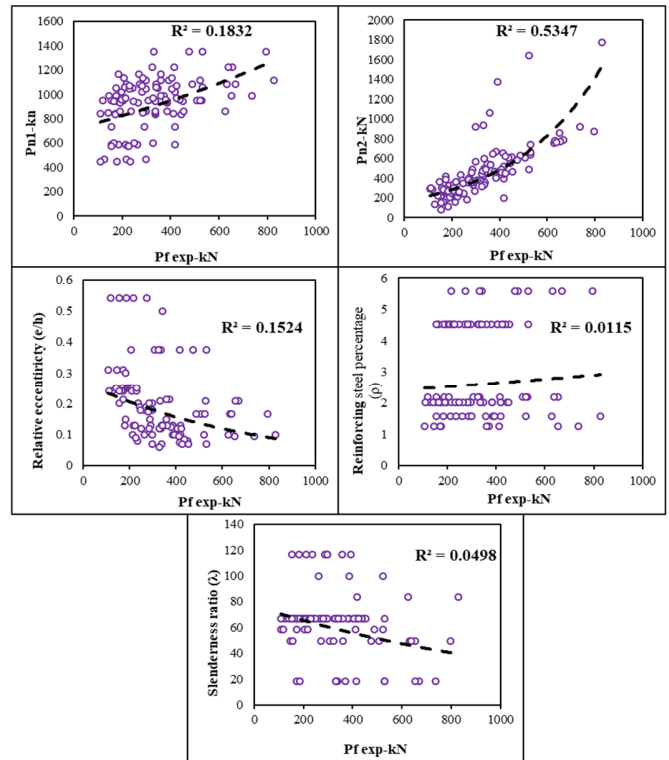 R² = 0.1832
1600
1400
1200
1000
800
600
400
200
0
Pn1-kn
0 200 400 600 800 1000
Pf exp-kN
R² = 0.5347
2000
1800
1600
1400
1200
1000
800
600
400
200
0
Pn2-kN
0 200 400 600 800 1000
Pf exp-kN
R² = 0.1524
0.6
0.5
0.4
0.3
0.2
0.1
0
Relative eccentiricty (e/h)
0 200 400 600 800 1000
Pf exp-kN
R² = 0.0115
6
5
4
3
2
1
0
Reinforcing steel percentage
(ρ)
0 200 400 600 800 1000
Pf exp-kN
R² = 0.0498
140
120
100
80
60
40
20
0
Slenderness ratio (λ)
0 200 400 600 800 1000
Pf exp-kN